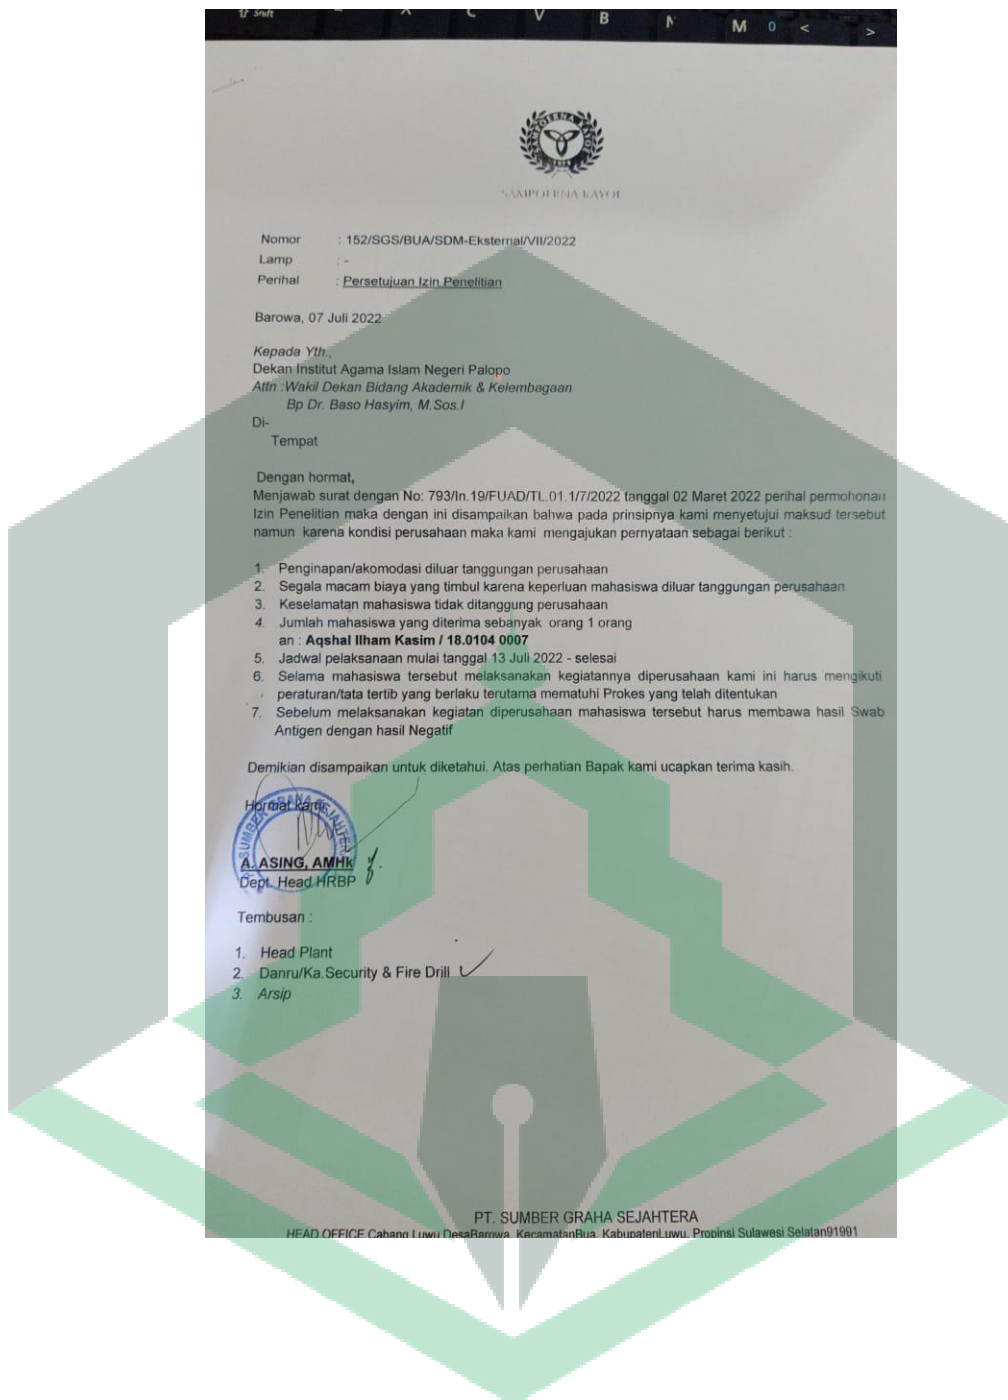 Shift
X C V B N M 0 < >
SAMPOERNA KAYOE
SAMPOERNA KAYOE
Nomor : 152/SGS/BUA/SDM-Eksternal/VII/2022
Lamp : -
Perihal : Persetujuan Izin Penelitian
Barowa, 07 Juli 2022
Kepada Yth.,
Dekan Institut Agama Islam Negeri Palopo
Attn :Wakil Dekan Bidang Akademik & Kelembagaan
Bp Dr. Baso Hasyim, M.Sos.I
Di-
Tempat
Dengan hormat,
Menjawab surat dengan No: 793/In.19/FUAD/TL.01.1/7/2022 tanggal 02 Maret 2022 perihal permohonan
Izin Penelitian maka dengan ini disampaikan bahwa pada prinsipnya kami menyetujui maksud tersebut
namun karena kondisi perusahaan maka kami mengajukan pernyataan sebagai berikut :
1. Penginapan/akomodasi diluar tanggungan perusahaan
2. Segala macam biaya yang timbul karena keperluan mahasiswa diluar tanggungan perusahaan
3. Keselamatan mahasiswa tidak ditanggung perusahaan
4. Jumlah mahasiswa yang diterima sebanyak orang 1 orang
an : Aqshal Ilham Kasim / 18.0104 0007
5. Jadwal pelaksanaan mulai tanggal 13 Juli 2022 - selesai
6. Selama mahasiswa tersebut melaksanakan kegiatannya diperusahaan kami ini harus mengikuti
peraturan/tata tertib yang berlaku terutama mematuhi Prokes yang telah ditentukan
7. Sebelum melaksanakan kegiatan diperusahaan mahasiswa tersebut harus membawa hasil Swab
Antigen dengan hasil Negatif
Demikian disampaikan untuk diketahui. Atas perhatian Bapak kami ucapkan terima kasih.
Hormat kami,
SUMBER GRAHA SEJAHTERA
A. ASING, AMHk
Dept. Head HRBP
Tembusan :
1. Head Plant
2. Danru/Ka.Security & Fire Drill
3. Arsip
PT. SUMBER GRAHA SEJAHTERA
HEAD OFFICE Cabang Luwu DesaBarowa, KecamatanBua, KabupatenLuwu, Propinsi Sulawesi Selatan91991